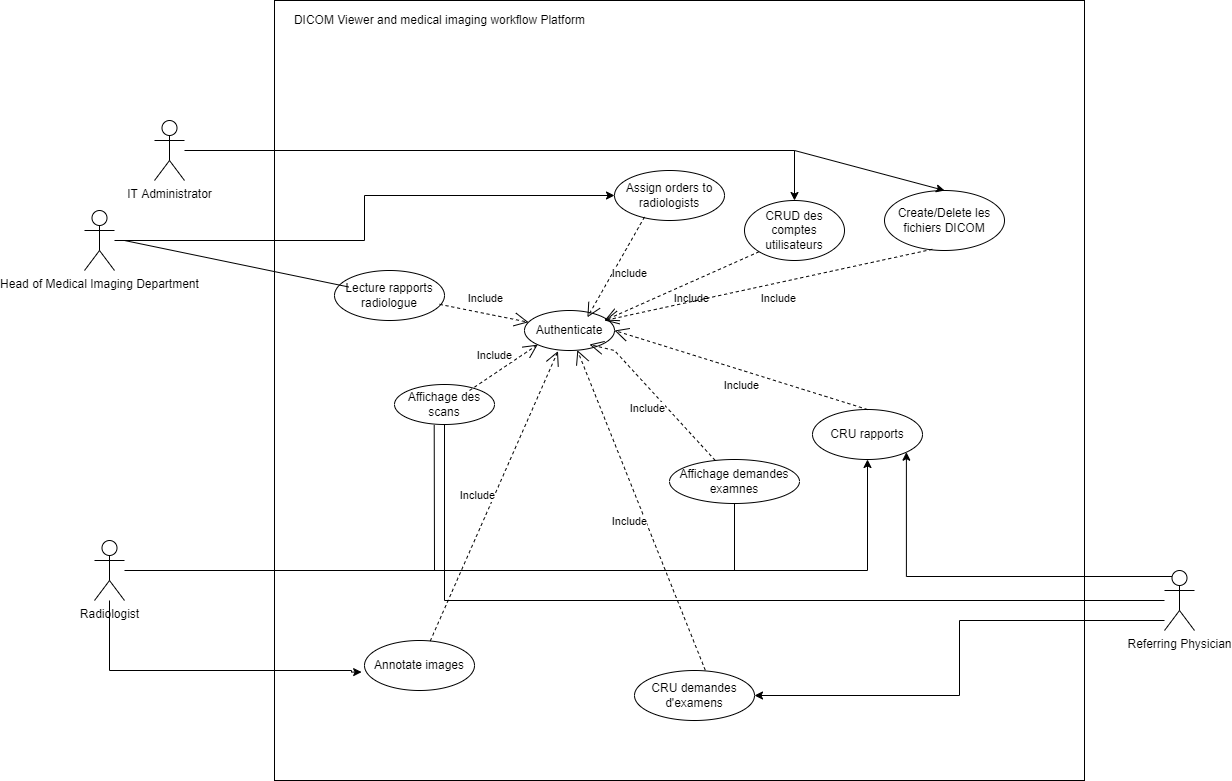 DICOM Viewer and medical imaging workflow Platform
IT Administrator
Assign orders to
radiologists
CRUD des
comptes
utilisateurs
Create/Delete les
fichiers DICOM
Head of Medical Imaging Department
Lecture rapports
radiologue
Include
Include
Include
Include
Authenticate
Include
Include
Affichage des
scans
Include
CRU rapports
Affichage demandes
examnes
Include
Include
Radiologist
Referring Physician
Annotate images
CRU demandes
d'examens